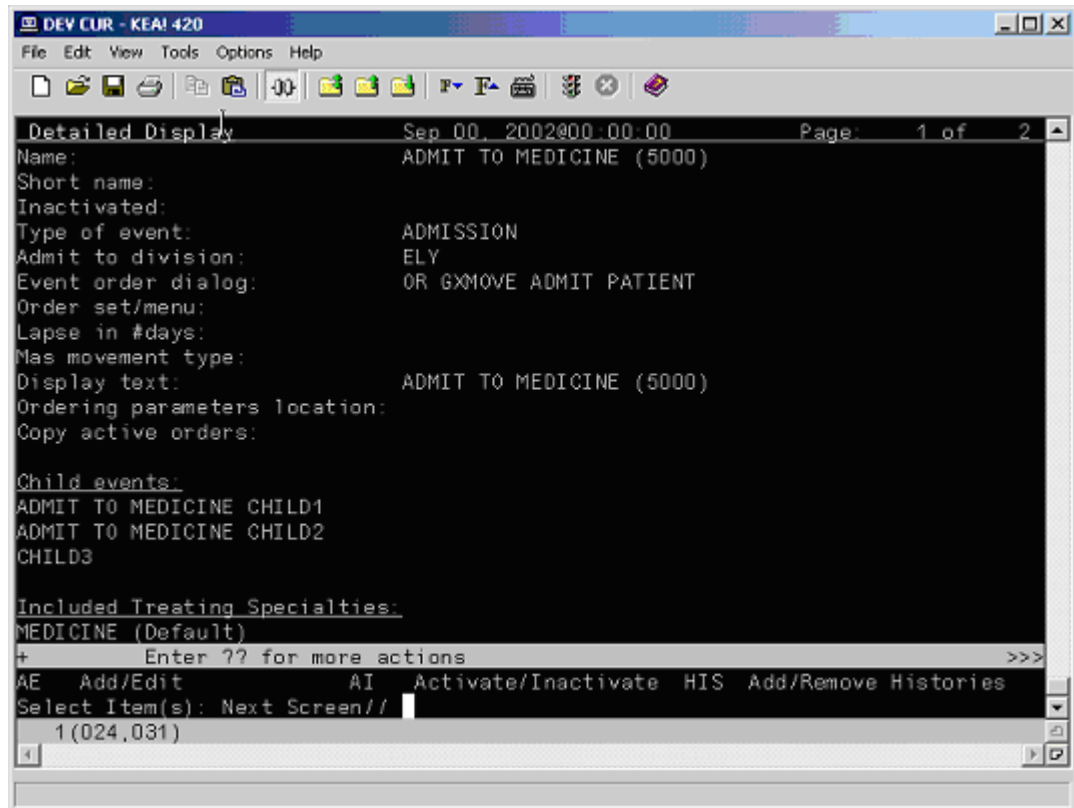 DEV CUR - KEA! 420
File Edit View Tools Options Help
Detailed Display Sep 00, 2002@00:00:00 Page: 1 of 2
Name: ADMIT TO MEDICINE (5000)
Short name:
Inactivated:
Type of event: ADMISSION
Admit to division: ELY
Event order dialog: OR GXMOVE ADMIT PATIENT
Order set/menu:
Lapse in #days:
Mas movement type:
Display text: ADMIT TO MEDICINE (5000)
Ordering parameters location:
Copy active orders:
Child events:
ADMIT TO MEDICINE CHILD1
ADMIT TO MEDICINE CHILD2
CHILD3
Included Treating Specialties:
MEDICINE (Default)
+ Enter ?? for more actions >>>
AE Add/Edit AI Activate/Inactivate HIS Add/Remove Histories
Select Item(s): Next Screen//
1(024,031)